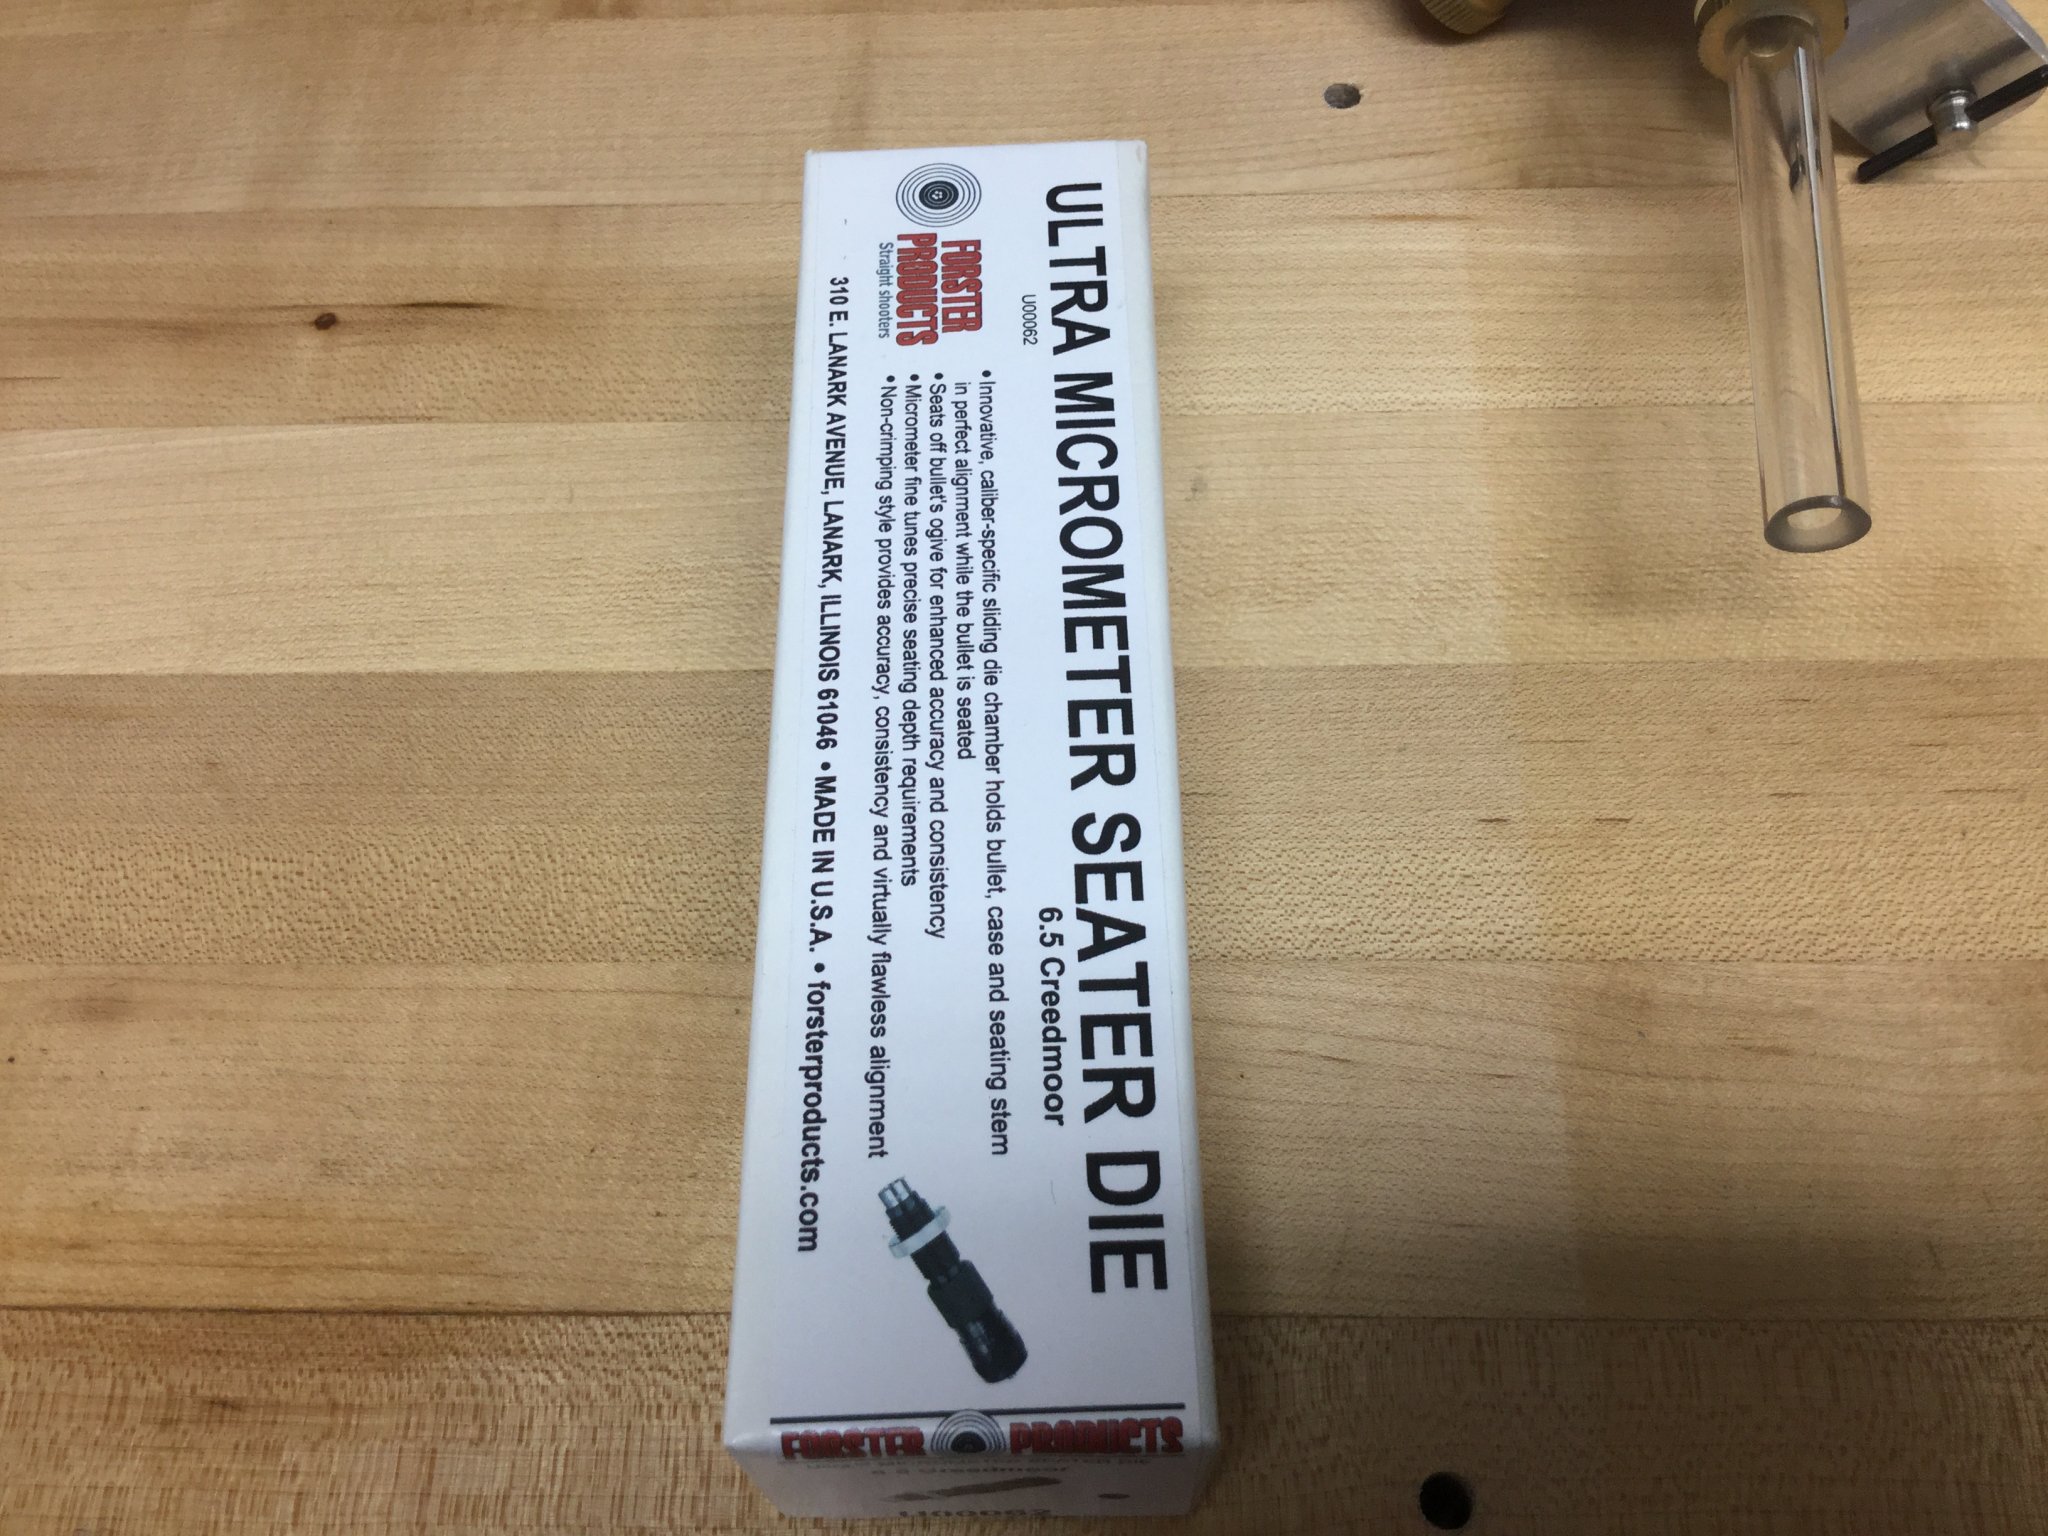 ULTRA MICROMETER SEATER DIE
U00062
6.5 Creedmoor
FORSTER
PRODUCTS
Straight shooters
• Innovative, caliber-specific sliding die chamber holds bullet, case and seating stem
in perfect alignment while the bullet is seated
• Seats off bullet's ogive for enhanced accuracy and consistency
• Micrometer fine tunes precise seating depth requirements
• Non-crimping style provides accuracy, consistency and virtually flawless alignment
310 E. LANARK AVENUE, LANARK, ILLINOIS 61046 • MADE IN U.S.A. • forsterproducts.com
FORSTER PRODUCTS